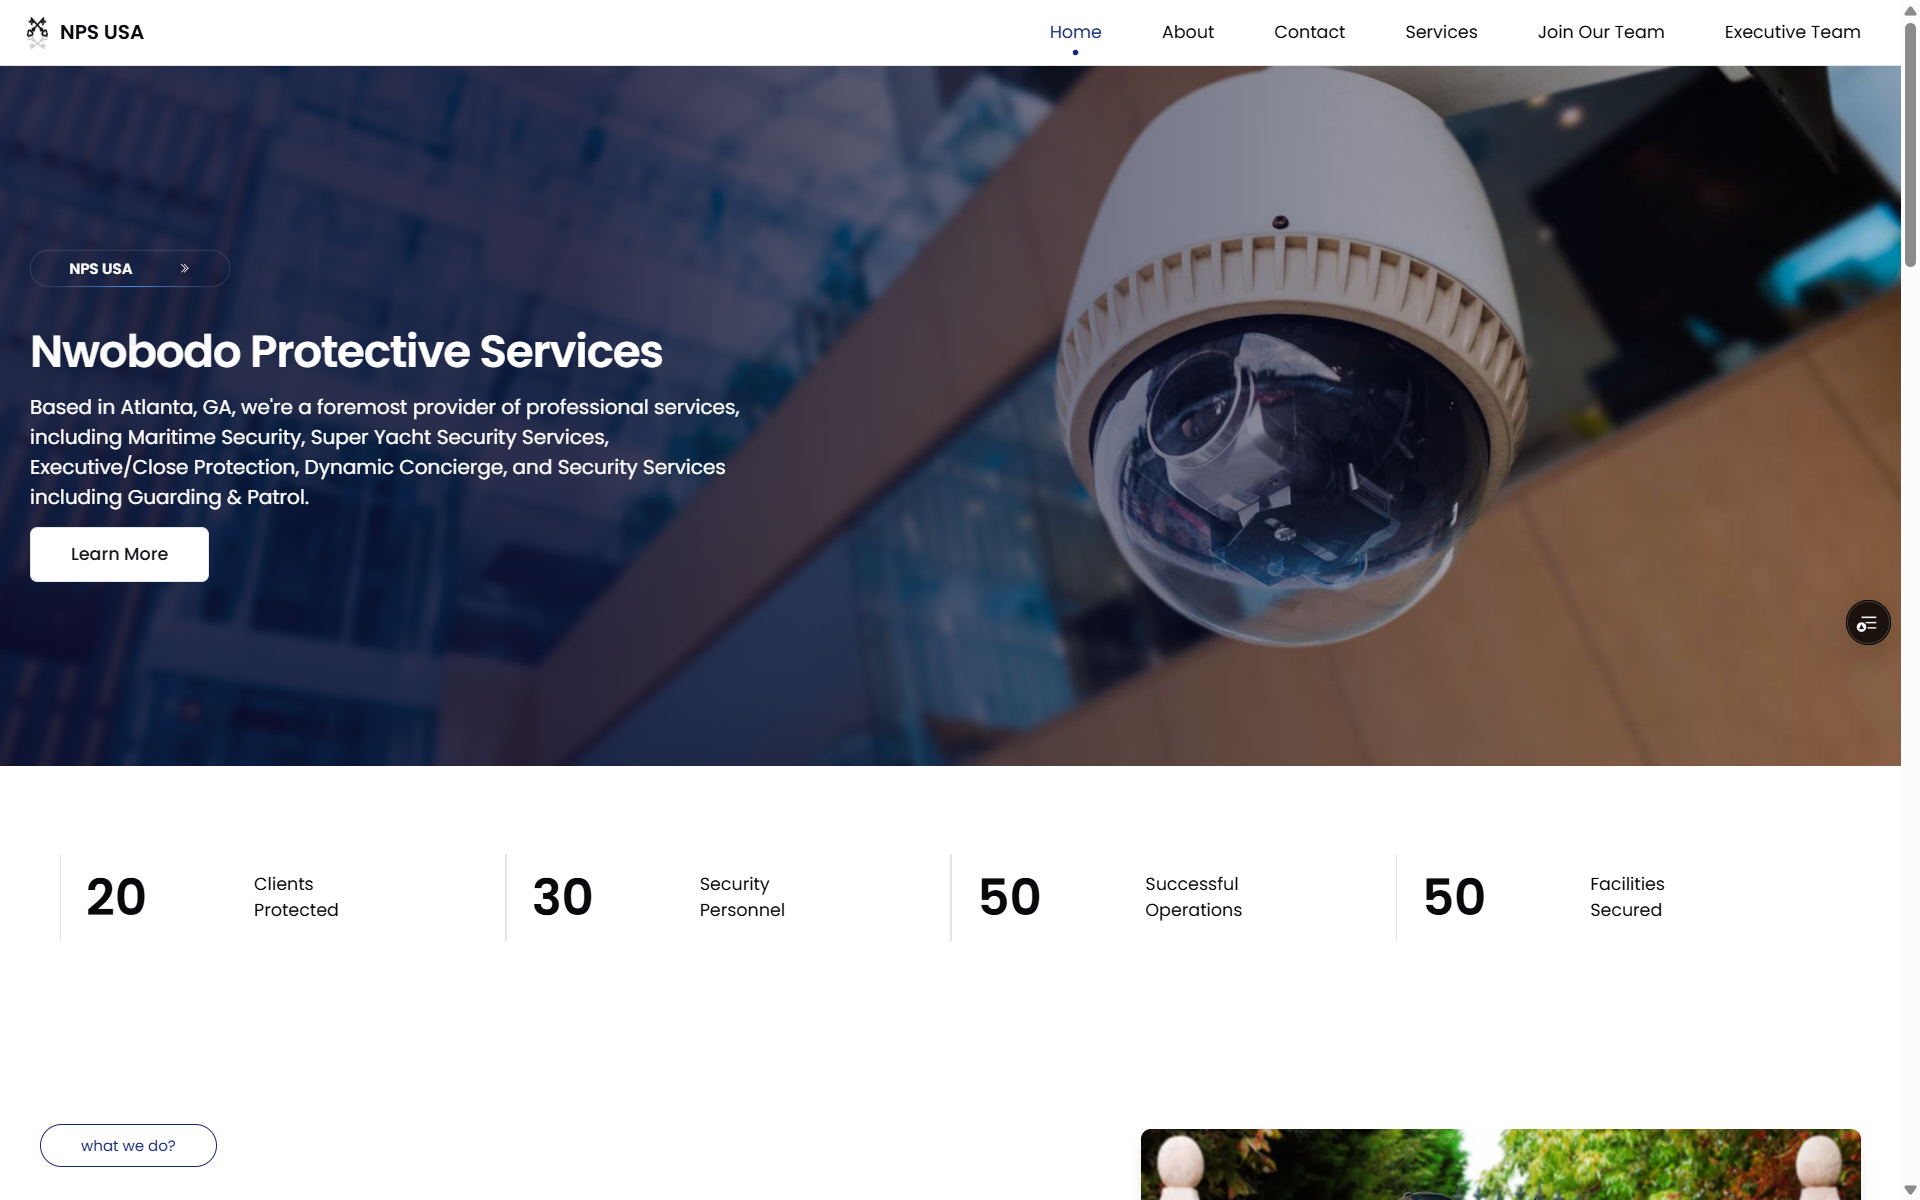 NPS USA
Home
About
Contact
Services
Join Our Team
Executive Team
NPS USA
Nwobodo Protective Services
Based in Atlanta, GA, we're a foremost provider of professional services,
including Maritime Security, Super Yacht Security Services,
Executive/Close Protection, Dynamic Concierge, and Security Services
including Guarding & Patrol.
Learn More
20
Clients
Protected
30
Security
Personnel
50
Successful
Operations
50
Facilities
Secured
what we do?